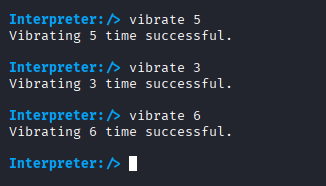 Interpreter:/> vibrate 5
Vibrating 5 time successful.
Interpreter:/> vibrate 3
Vibrating 3 time successful.
Interpreter:/> vibrate 6
Vibrating 6 time successful.
Interpreter:/>